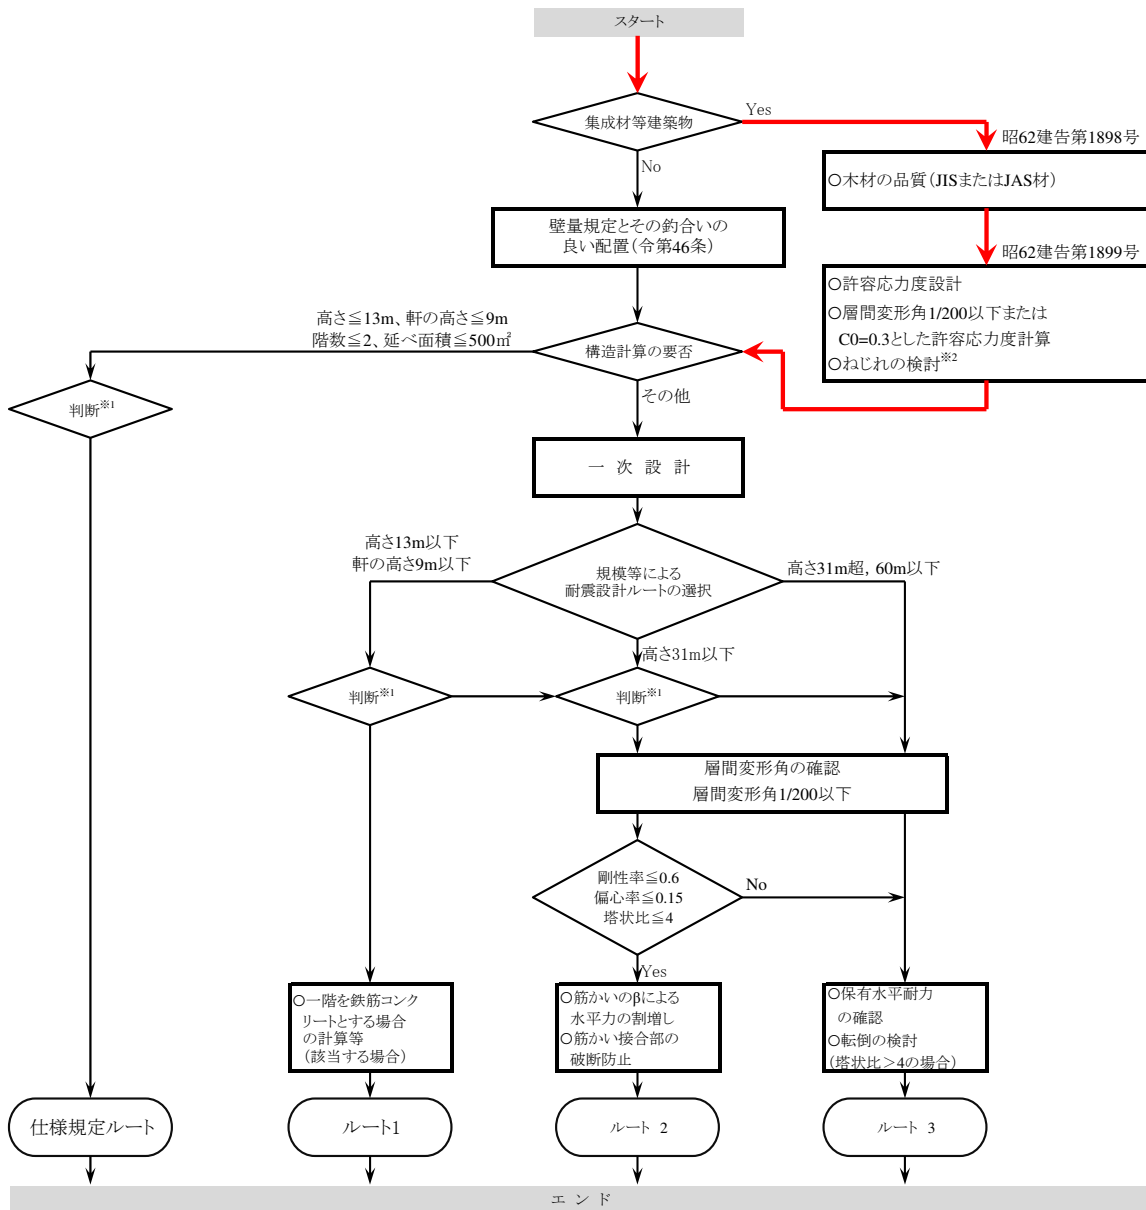 スタート
集成材等建築物
Yes
昭62建告第1898号
○木材の品質(JISまたはJAS材)
No
壁量規定とその釣合いの
良い配置(令第46条)
昭62建告第1899号
○許容応力度設計
○層間変形角1/200以下または
C0=0.3とした許容応力度計算
○ねじれの検討※2
高さ≦13m、軒の高さ≦9m
階数≦2、延べ面積≦500㎡
構造計算の要否
判断※1
その他
一 次 設 計
高さ13m以下
軒の高さ9m以下
規模等による
耐震設計ルートの選択
高さ31m超, 60m以下
高さ31m以下
判断※1
判断※1
層間変形角の確認
層間変形角1/200以下
剛性率≦0.6
偏心率≦0.15
塔状比≦4
No
Yes
○一階を鉄筋コンク
リートとする場合
の計算等
(該当する場合)
○筋かいのβによる
水平力の割増し
○筋かい接合部の
破断防止
○保有水平耐力
の確認
○転倒の検討
(塔状比>4の場合)
仕様規定ルート
ルート1
ルート 2
ルート 3
エ ン ド